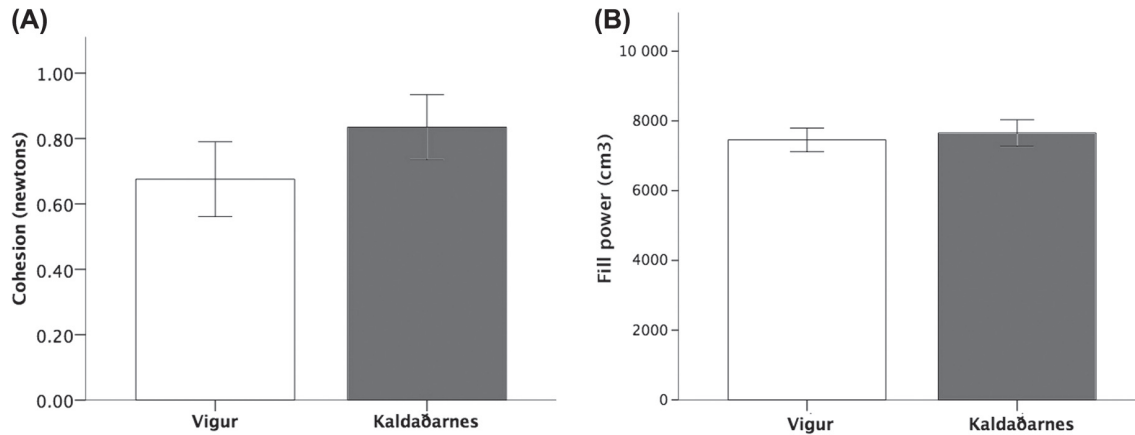 (A)
Cohesion (newtons)
1.00
0.80
0.60
0.40
0.20
0.00
Vigur
Kaldaðarnes
(B)
Fill power (cm3)
10 000
8000
6000
4000
2000
0
Vigur
Kaldaðarnes